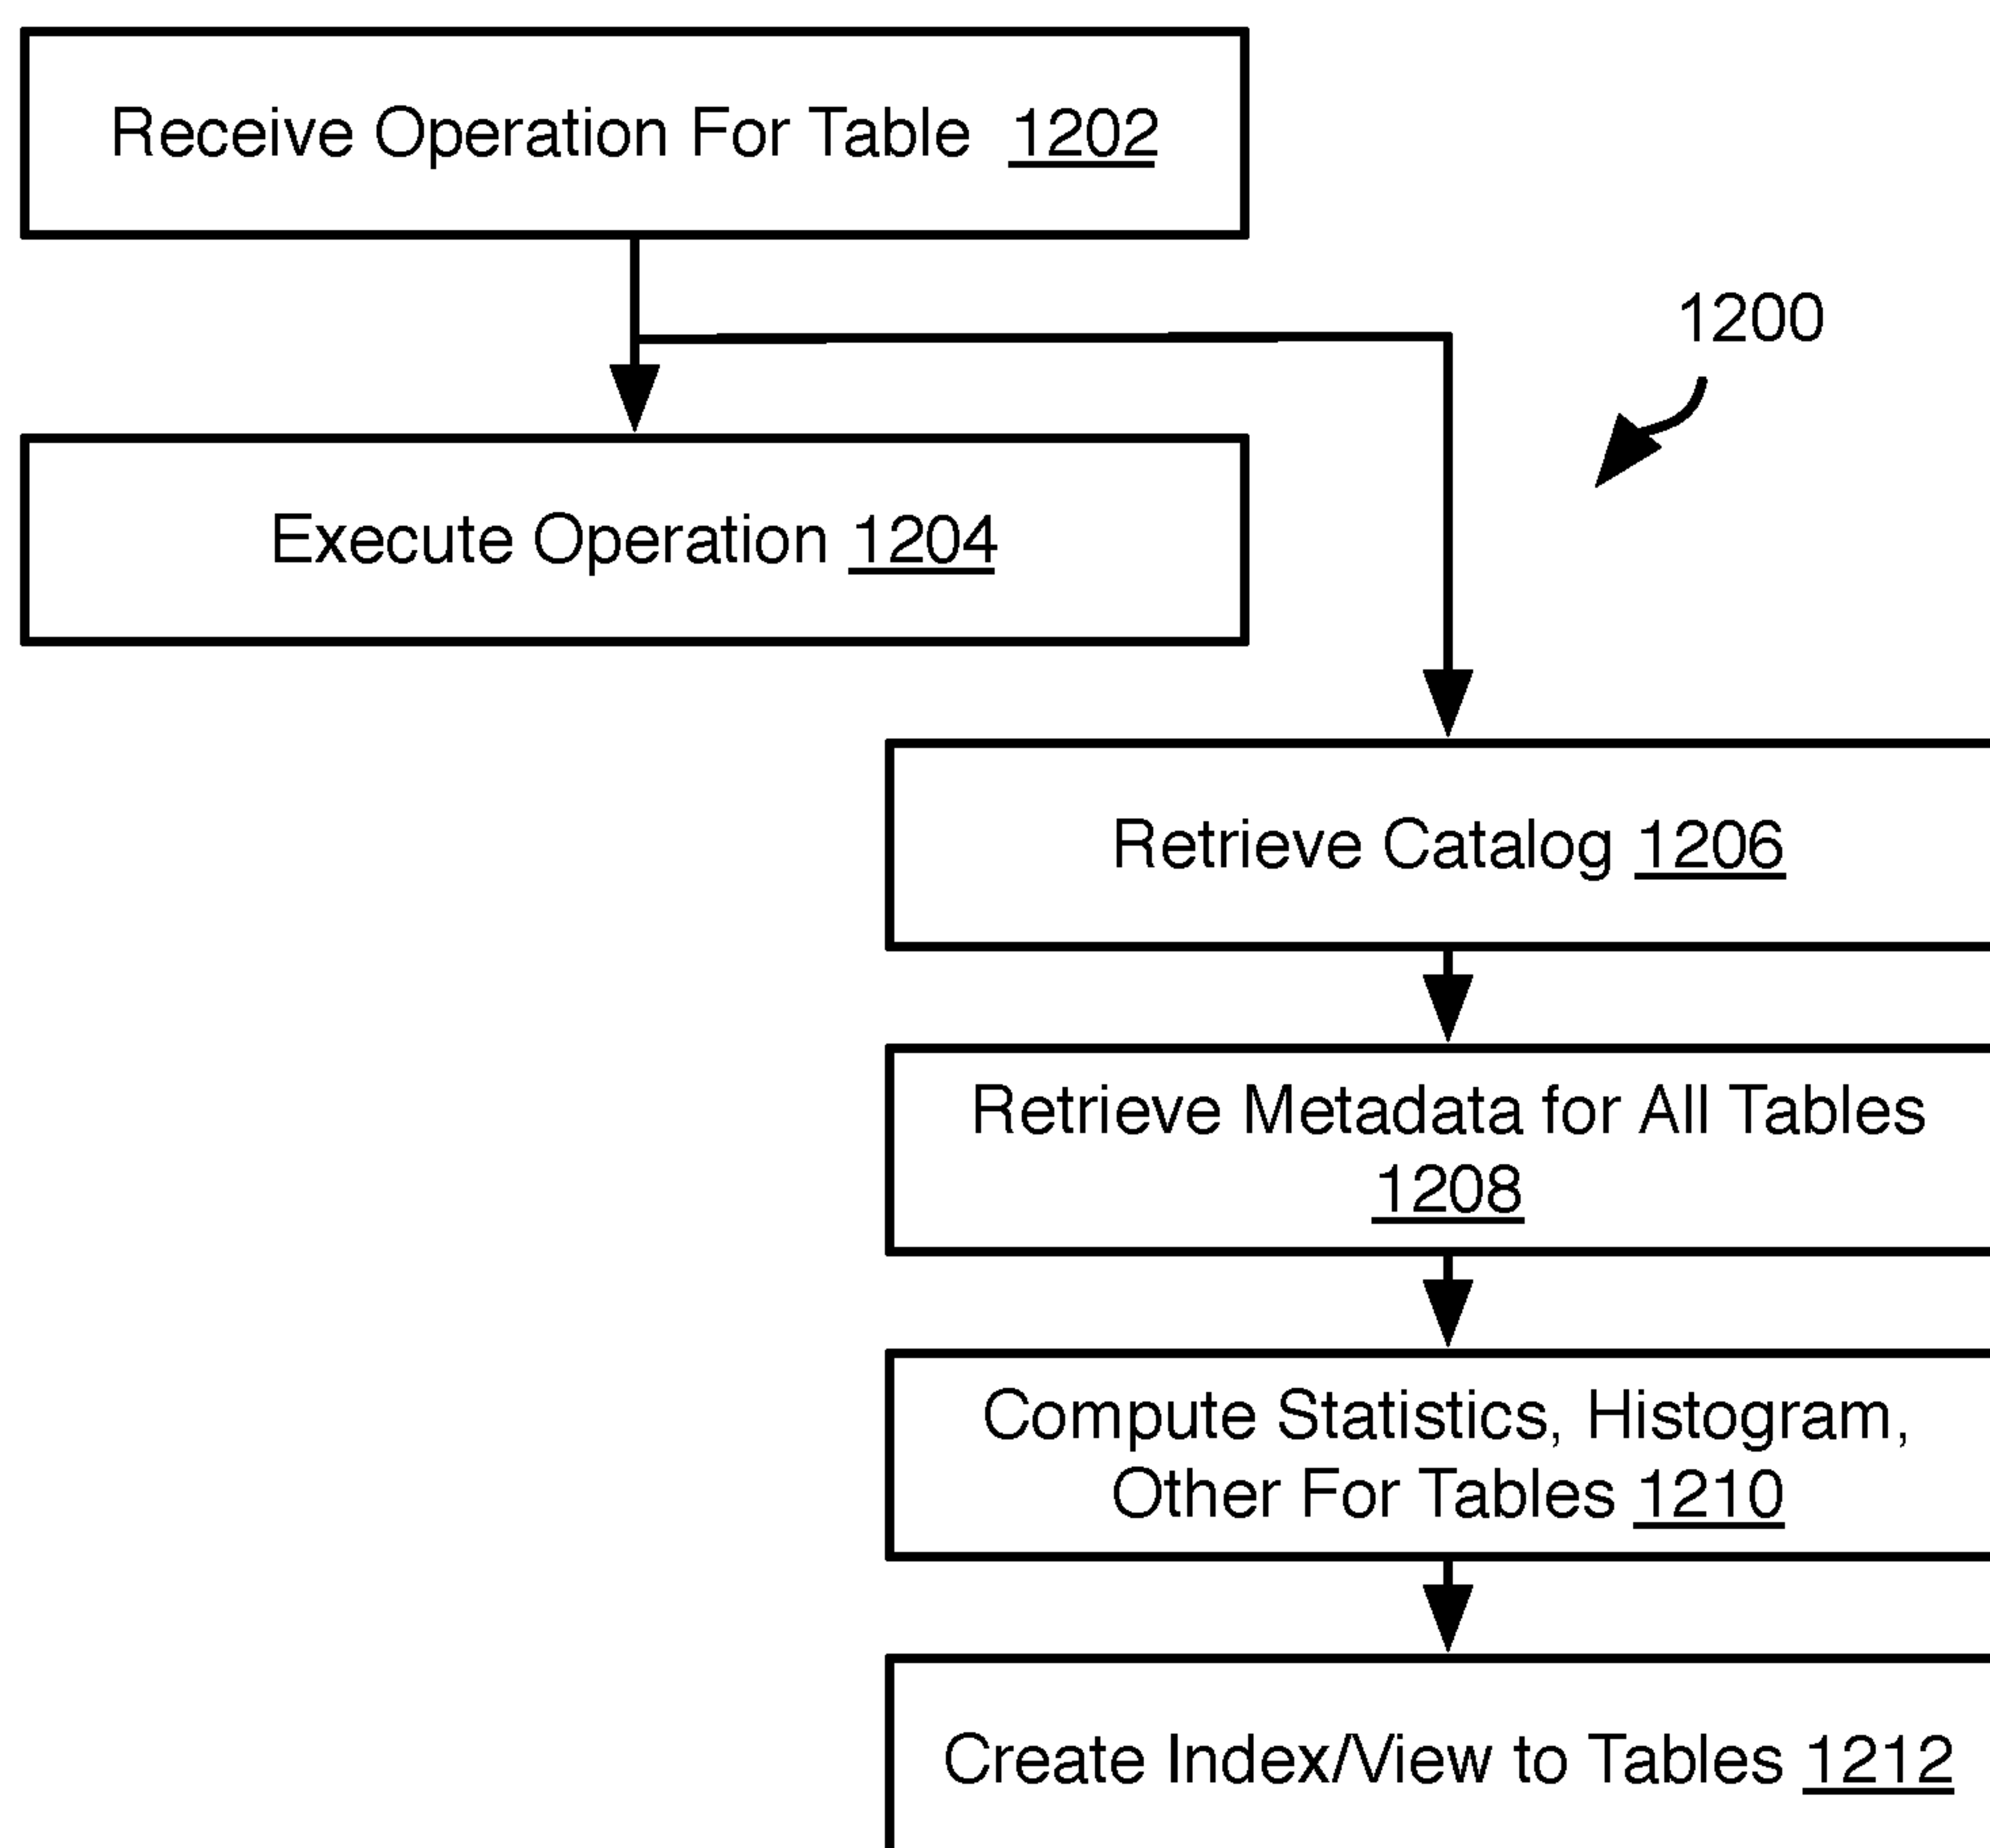 Receive Operation For Table 1202
1200
Execute Operation 1204
Retrieve Catalog 1206
Retrieve Metadata for All Tables
1208
Compute Statistics, Histogram,
Other For Tables 1210
Create Index/View to Tables 1212